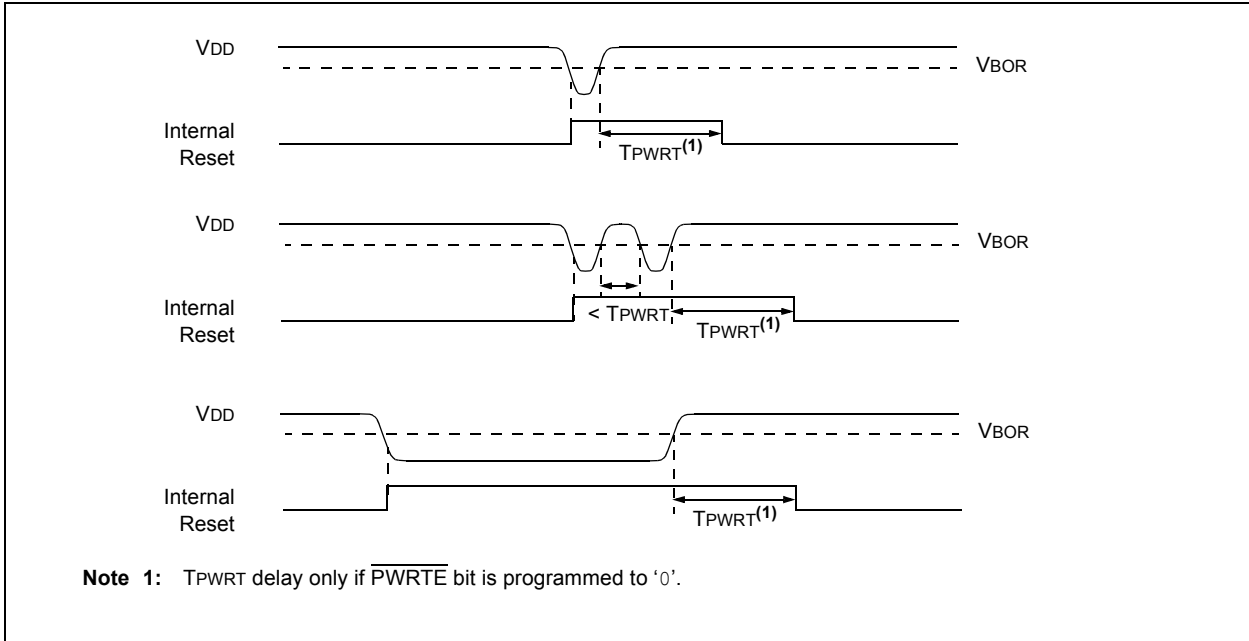 VDD
VBOR
Internal
Reset
TPWRT(1)
VDD
VBOR
Internal
Reset
< TPWRT
TPWRT(1)
VDD
VBOR
Internal
Reset
TPWRT(1)
Note 1: TPWRT delay only if P̅W̅R̅T̅E̅ bit is programmed to ‘0’.